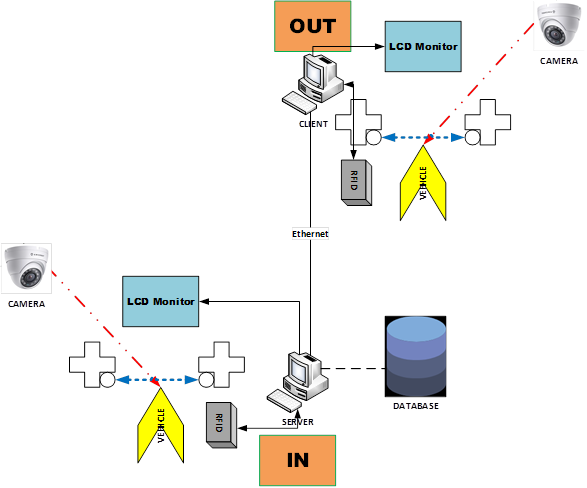 OUT
LCD Monitor
CAMERA
CLIENT
RFID
VEHICLE
Ethernet
CAMERA
LCD Monitor
DATABASE
SERVER
RFID
VEHICLE
IN